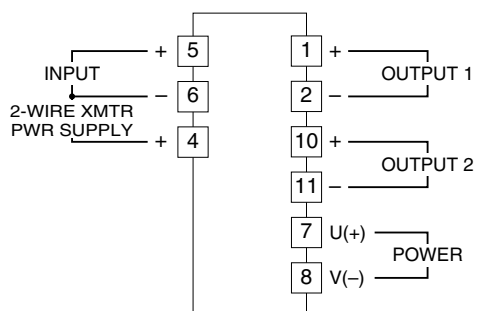 + 5
INPUT
– 6
2-WIRE XMTR
PWR SUPPLY
+ 4
1 +
OUTPUT 1
2 –
10 +
OUTPUT 2
11 –
7 U(+)
POWER
8 V(–)